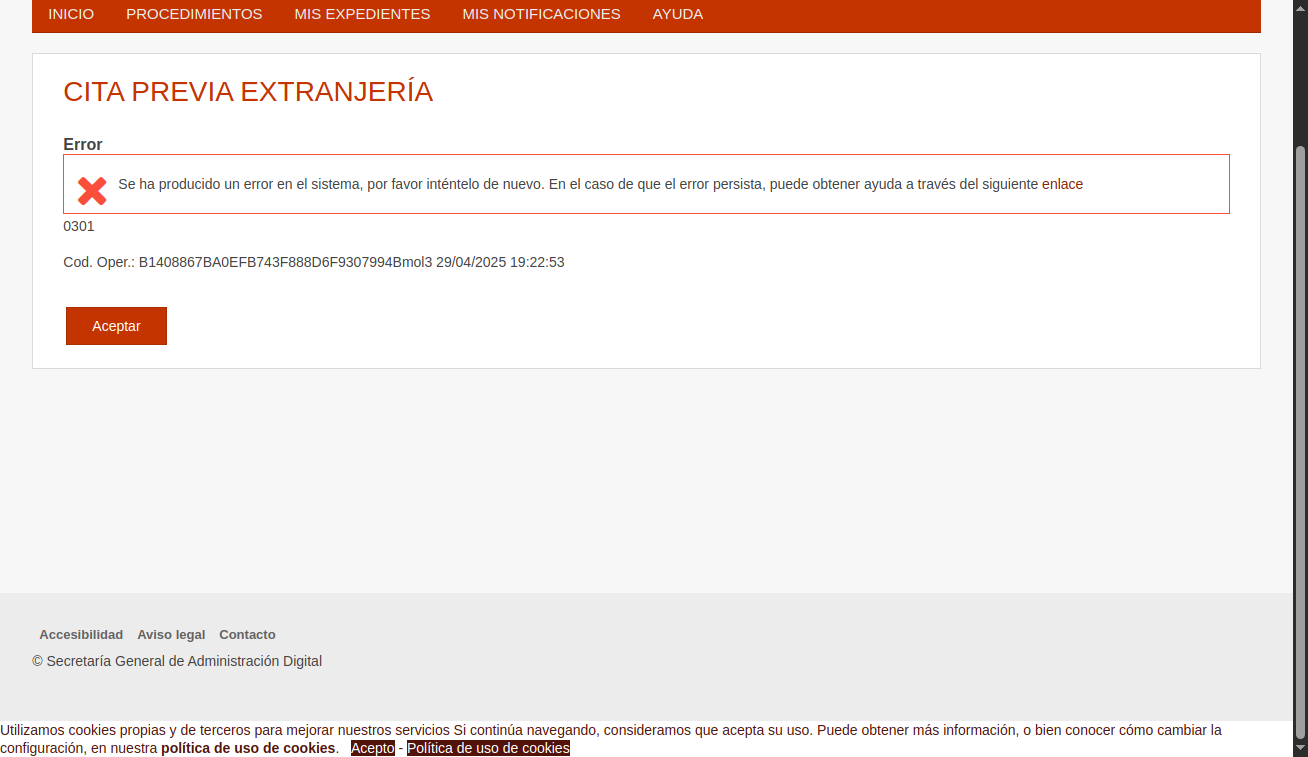 INICIO PROCEDIMIENTOS MIS EXPEDIENTES MIS NOTIFICACIONES AYUDA
CITA PREVIA EXTRANJERÍA
Error
Se ha producido un error en el sistema, por favor inténtelo de nuevo. En el caso de que el error persista, puede obtener ayuda a través del siguiente enlace
0301
Cod. Oper.: B1408867BA0EFB743F888D6F9307994Bmol3 29/04/2025 19:22:53
Aceptar
Accesibilidad Aviso legal Contacto
© Secretaría General de Administración Digital
Utilizamos cookies propias y de terceros para mejorar nuestros servicios Si continúa navegando, consideramos que acepta su uso. Puede obtener más información, o bien conocer cómo cambiar la
configuración, en nuestra política de uso de cookies. Acepto - Política de uso de cookies